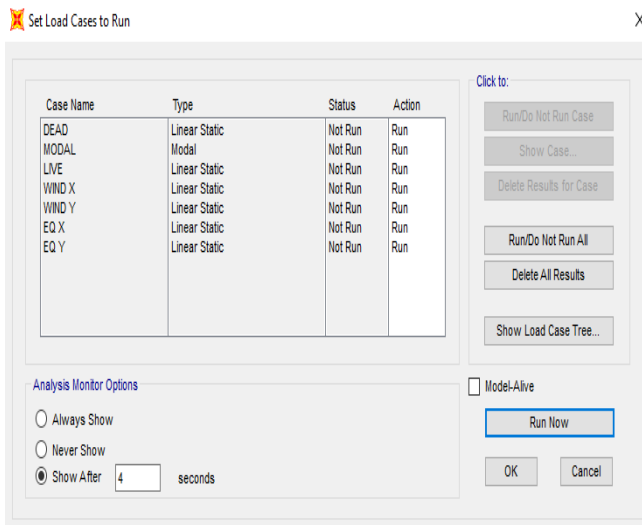 Set Load Cases to Run
Click to:
Case Name Type Status Action
DEAD Linear Static Not Run Run
MODAL Modal Not Run Run
LIVE Linear Static Not Run Run
WIND X Linear Static Not Run Run
WIND Y Linear Static Not Run Run
EQ X Linear Static Not Run Run
EQ Y Linear Static Not Run Run
Run/Do Not Run Case
Show Case...
Delete Results for Case
Run/Do Not Run All
Delete All Results
Show Load Case Tree...
Analysis Monitor Options
Always Show
Never Show
Show After 4 seconds
Model-Alive
Run Now
OK Cancel